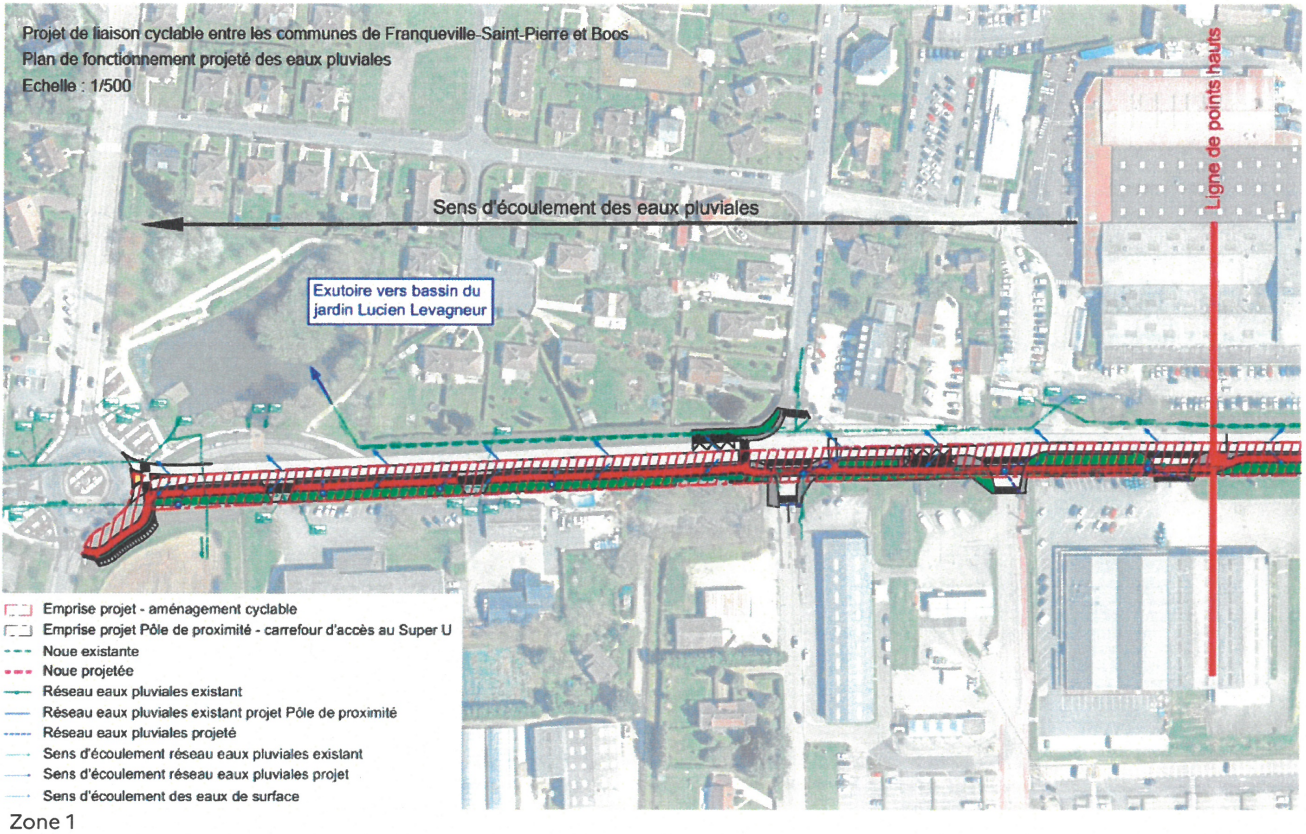 Projet de liaison cyclable entre les communes de Franqueville-Saint-Pierre et Boos
Plan de fonctionnement projeté des eaux pluviales
Echelle : 1/500
Ligne de points hauts
Sens d'écoulement des eaux pluviales
Exutoire vers bassin du
jardin Lucien Levagneur
Emprise projet - aménagement cyclable
Emprise projet Pôle de proximité - carrefour d'accès au Super U
Noue existante
Noue projetée
Réseau eaux pluviales existant
Réseau eaux pluviales existant projet Pôle de proximité
Réseau eaux pluviales projeté
Sens d'écoulement réseau eaux pluviales existant
Sens d'écoulement réseau eaux pluviales projet
Sens d'écoulement des eaux de surface
Zone 1